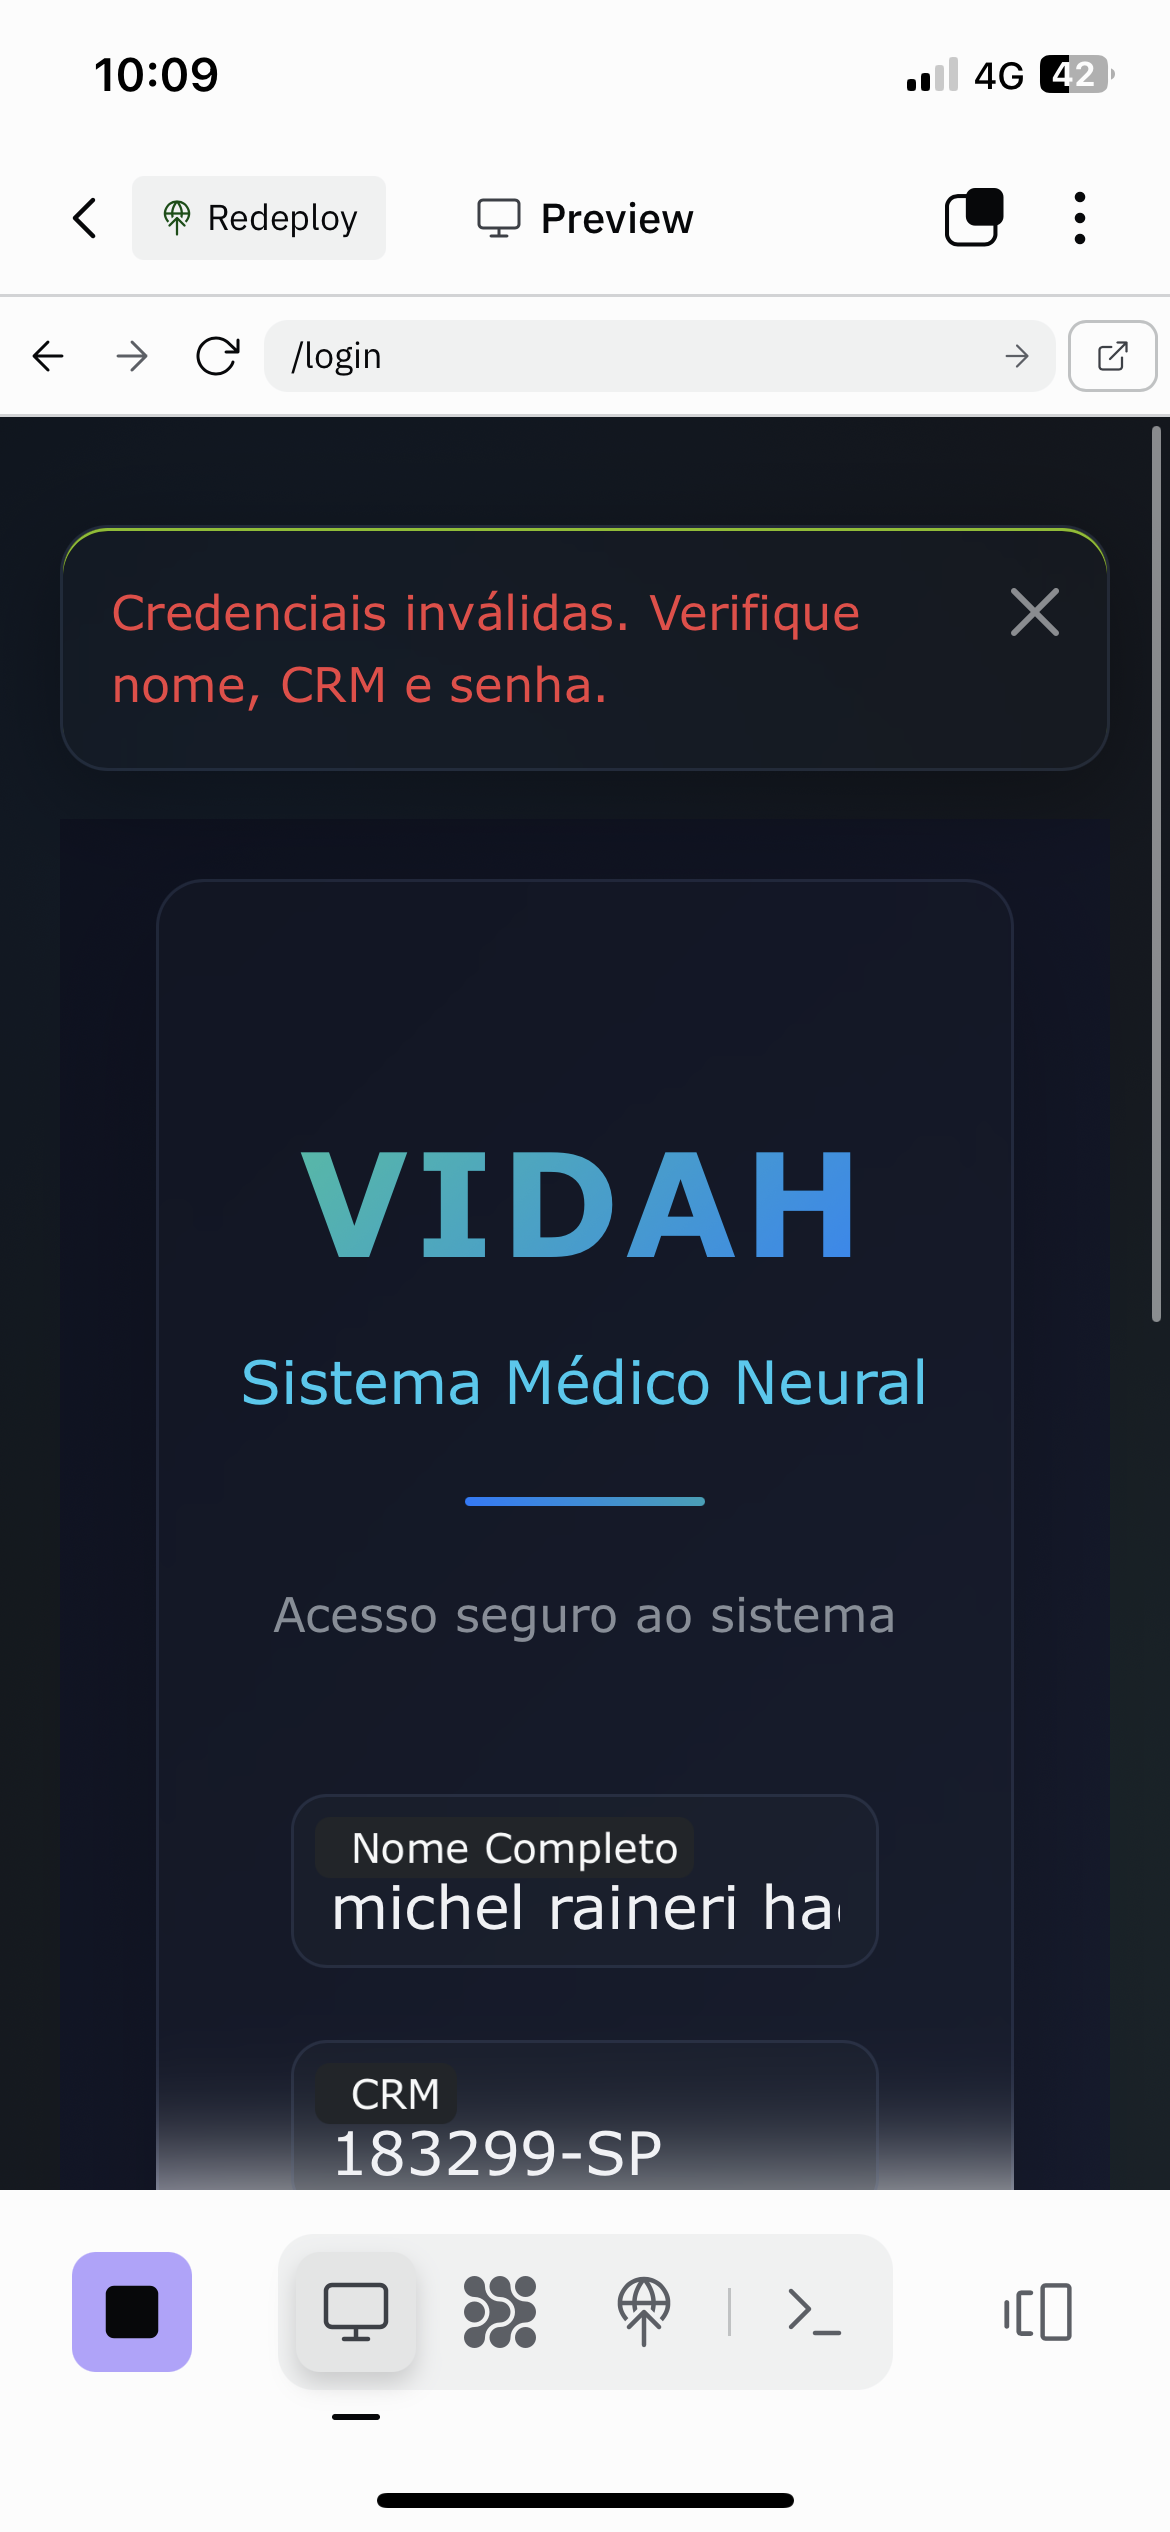 10:09
4G 42
Redeploy
Preview
/login
Credenciais inválidas. Verifique
nome, CRM e senha.
VIDAH
Sistema Médico Neural
Acesso seguro ao sistema
Nome Completo
michel raineri
CRM
183299-SP